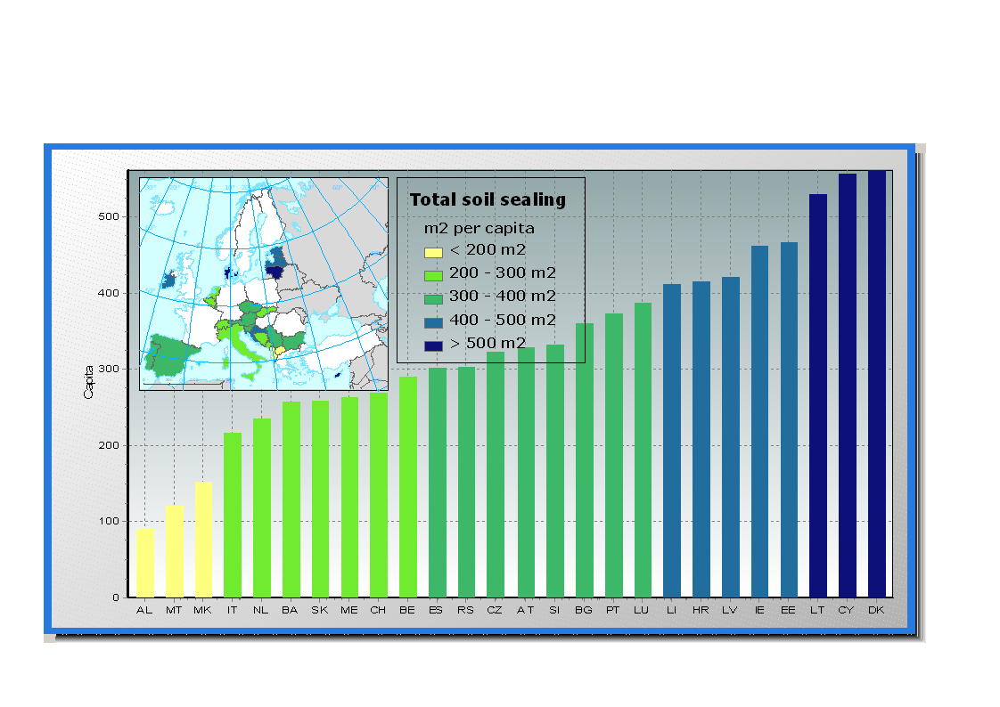 Total soil sealing
m2 per capita
< 200 m2
200 - 300 m2
300 - 400 m2
400 - 500 m2
> 500 m2
Capita
500
400
300
200
100
0
AL MT MK IT NL BA SK ME CH BE ES RS CZ AT SI BG PT LU LI HR LV IE EE LT CY DK